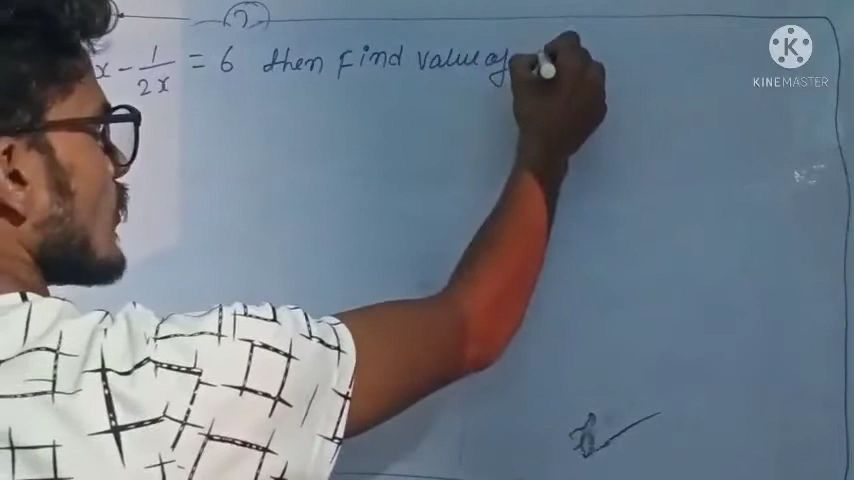 x - 1/2x = 6 then find value of
K
KINEMASTER